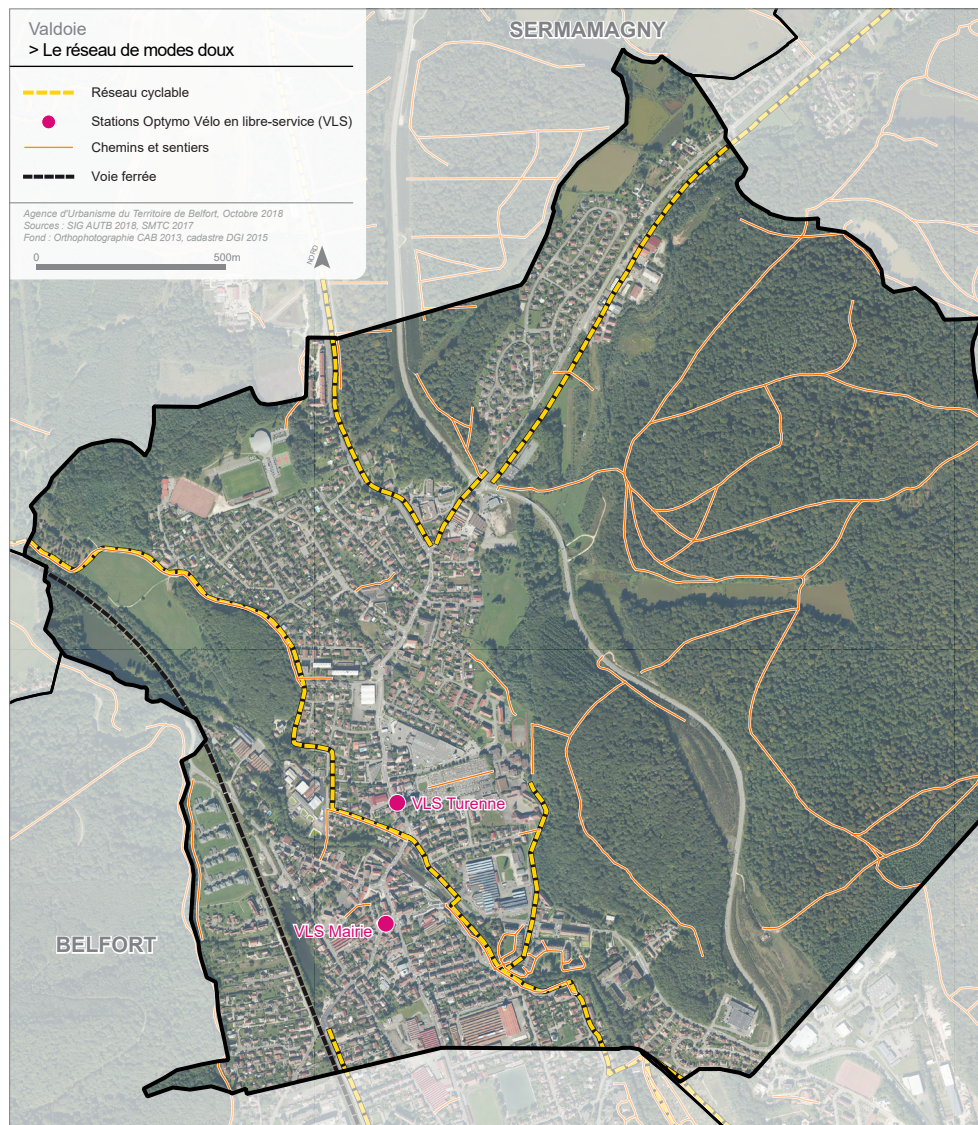 Valdoie
> Le réseau de modes doux
Réseau cyclable
Stations Optymo Vélo en libre-service (VLS)
Chemins et sentiers
Voie ferrée
Agence d'Urbanisme du Territoire de Belfort, Octobre 2018
Sources : SIG AUTB 2018, SMTC 2017
Fond : Orthophotographie CAB 2013, cadastre DGI 2015
0 500m
NORD
SERMAMAGNY
VLS Turenne
VLS Mairie
BELFORT